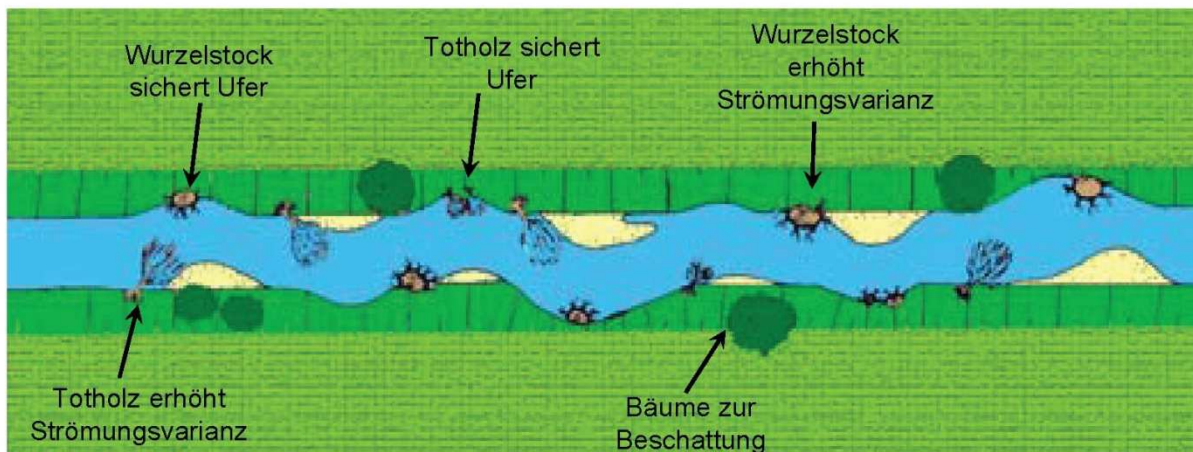 Wurzelstock
sichert Ufer
Totholz sichert
Ufer
Wurzelstock
erhöht
Strömungsvarianz
Totholz erhöht
Strömungsvarianz
Bäume zur
Beschattung